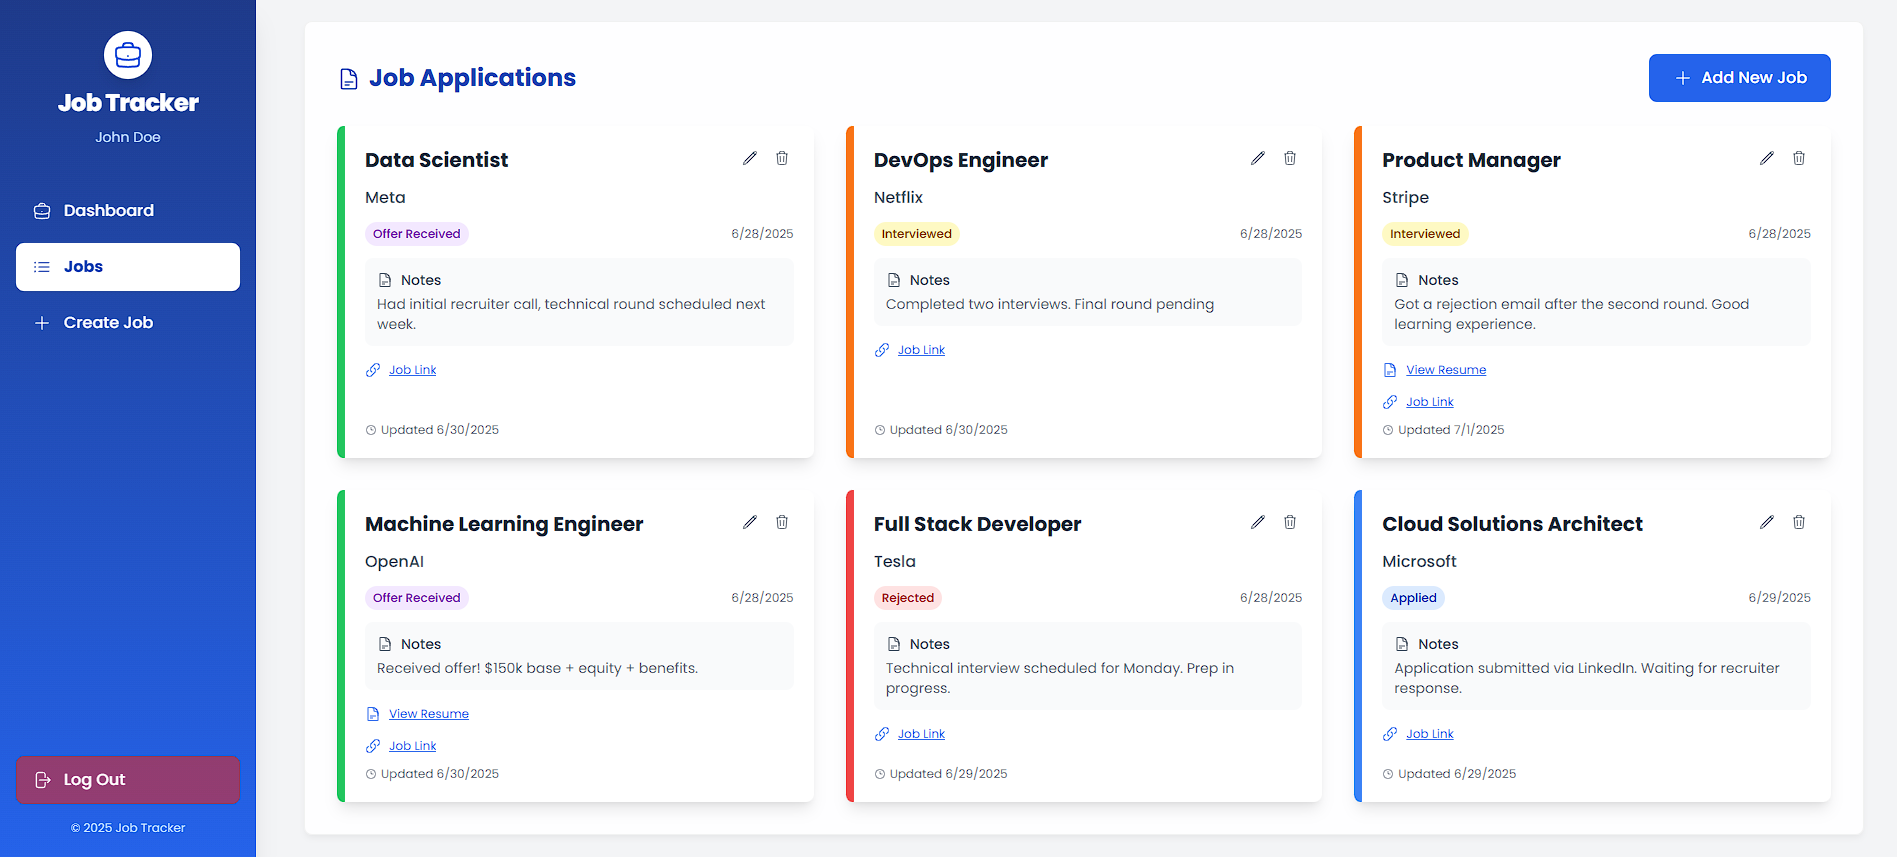 Job Tracker
John Doe
Dashboard
Jobs
Create Job
Log Out
© 2025 Job Tracker
Job Applications
Add New Job
Data Scientist
Meta
Offer Received
6/28/2025
Notes
Had initial recruiter call, technical round scheduled next
week.
Job Link
Updated 6/30/2025
DevOps Engineer
Netflix
Interviewed
6/28/2025
Notes
Completed two interviews. Final round pending
Job Link
Updated 6/30/2025
Product Manager
Stripe
Interviewed
6/28/2025
Notes
Got a rejection email after the second round. Good
learning experience.
View Resume
Job Link
Updated 7/1/2025
Machine Learning Engineer
OpenAI
Offer Received
6/28/2025
Notes
Received offer! $150k base + equity + benefits.
View Resume
Job Link
Updated 6/30/2025
Full Stack Developer
Tesla
Rejected
6/28/2025
Notes
Technical interview scheduled for Monday. Prep in
progress.
Job Link
Updated 6/29/2025
Cloud Solutions Architect
Microsoft
Applied
6/29/2025
Notes
Application submitted via LinkedIn. Waiting for recruiter
response.
Job Link
Updated 6/29/2025